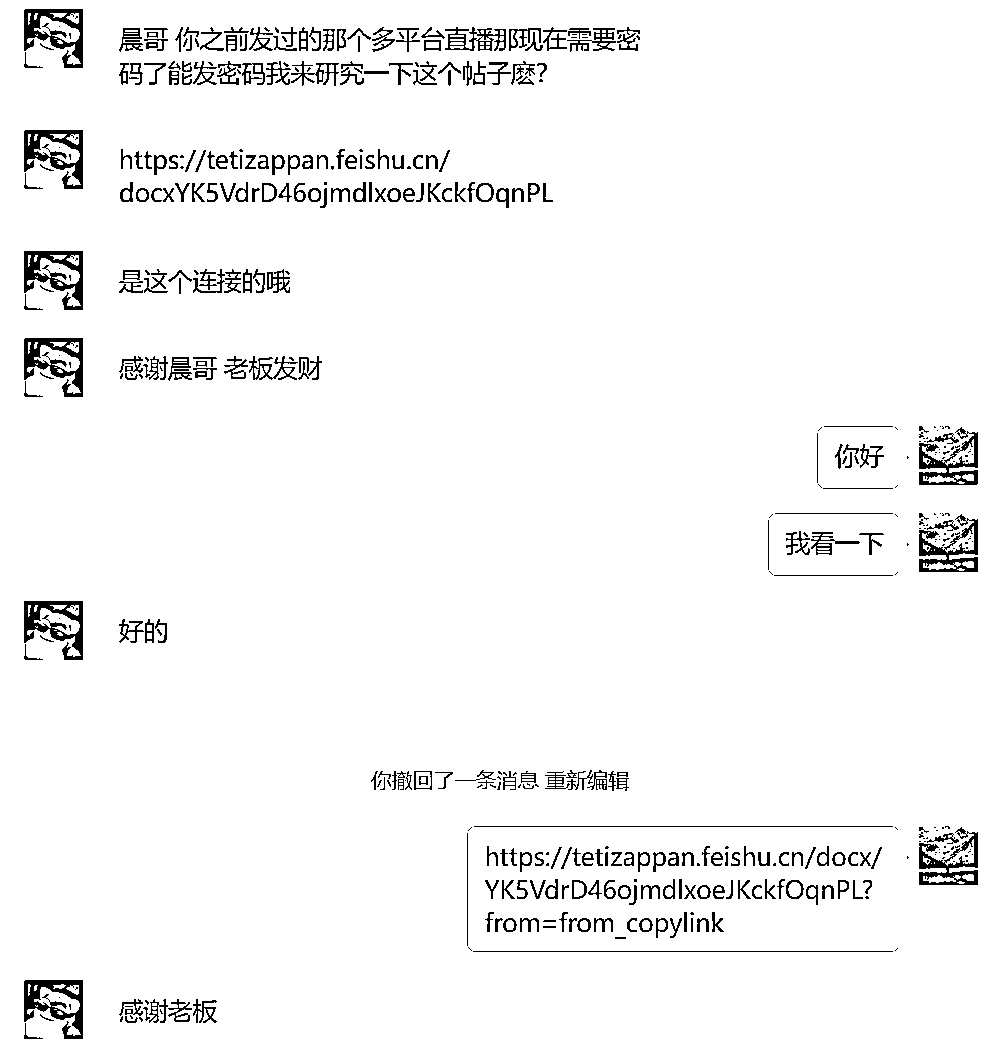 晨哥 你之前发过的那个多平台直播那现在需要密
码了能发密码我来研究一下这个帖子麽?
https://tetizappan.feishu.cn/
docxYK5VdrD46ojmdlxoeJKckfOqnPL
是这个连接的哦
感谢晨哥 老板发财
你好
我看一下
好的
你撤回了一条消息 重新编辑
https://tetizappan.feishu.cn/docx/
YK5VdrD46ojmdlxoeJKckfOqnPL?
from=from_copylink
感谢老板